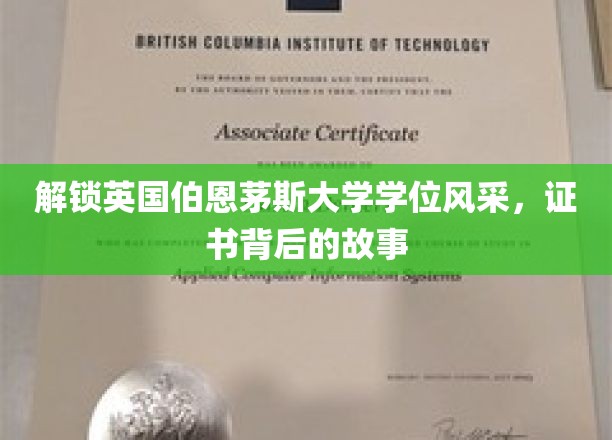 BRITISH COLUMBIA INSTITUTE OF TECHNOLOGY
THE BOARD OF GOVERNORS AND THE PRESIDENT,
BY THE AUTHORITY VESTED IN THEM, CERTIFY THAT THE
Associate Certificate
解锁英国伯恩茅斯大学学位风采，证
书背后的故事
Applied Computer Information Systems